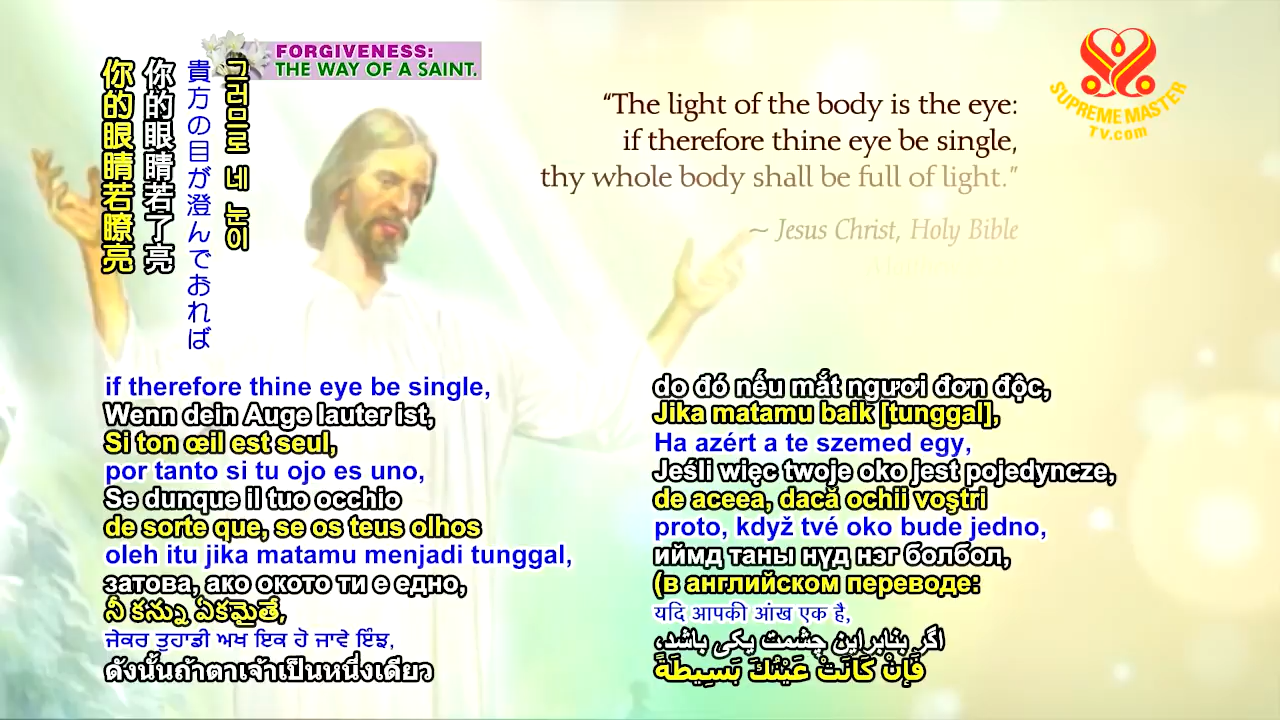 FORGIVENESS:
THE WAY OF A SAINT.
“The light of the body is the eye:
if therefore thine eye be single,
thy whole body shall be full of light.”
~ Jesus Christ, Holy Bible
SUPREME MASTER
TV.com
그러므로 네 눈이
貴方の目が澄んでおれば
你的眼睛若了亮
你的眼睛若瞭亮
if therefore thine eye be single,
Wenn dein Auge lauter ist,
Si ton œil est seul,
por tanto si tu ojo es uno,
Se dunque il tuo occhio
de sorte que, se os teus olhos
oleh itu jika matamu menjadi tunggal,
затова, ако окото ти е едно,
నీ కన్ను ఏకమైతే,
ਜੇਕਰ ਤੁਹਾਡੀ ਅਖ ਇਕ ਹੋ ਜਾਵੇ ਇੰਝ,
ดังนั้นถ้าตาเจ้าเป็นหนึ่งเดียว
do đó nếu mắt ngươi đơn độc,
Jika matamu baik [tunggal],
Ha azért a te szemed egy,
Jeśli więc twoje oko jest pojedyncze,
de aceea, dacă ochii voştri
proto, když tvé oko bude jedno,
иймд таны нүд нэг болбол,
(в английском переводе:
यदि आपकी आंख एक है,
اگر بنابراین چشمت یکی باشد،
فَإِنْ كَانَتْ عَيْنُكَ بَسِيطَةً